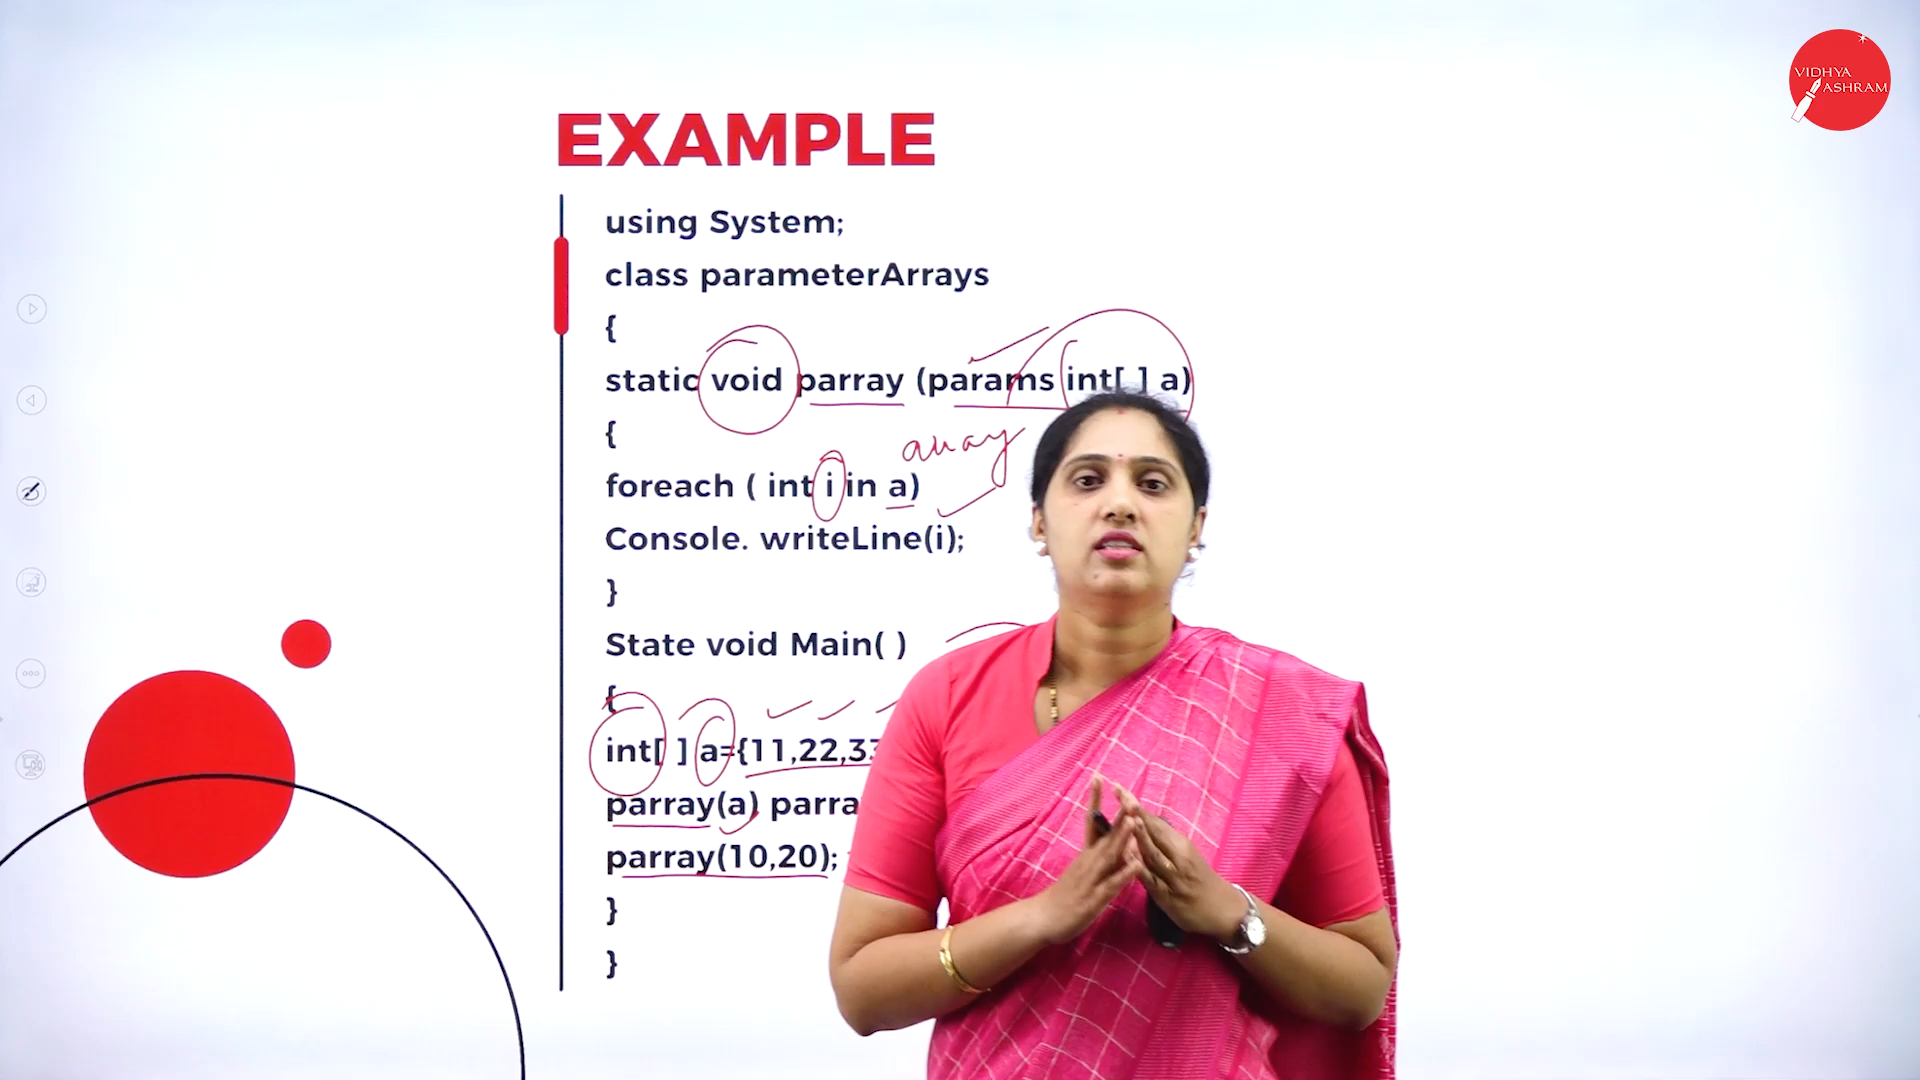 VIDHYA
ASHRAM
EXAMPLE
using System;
class parameterArrays
{
static void parray (params int[ ] a)
{
array
foreach ( int i in a)
Console. writeLine(i);
}
State void Main( )
{
int[ ] a={11,22,33
parray(a) parra
parray(10,20);
}
}